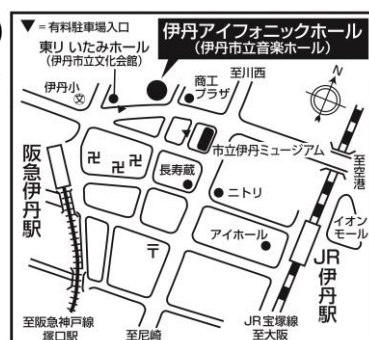 ▼=有料駐車場入口
伊丹アイフォニックホール
(伊丹市立音楽ホール)
東リ いたみホール
(伊丹市立文化会館)
伊丹小
文
商工
プラザ
至川西
N
市立伊丹ミュージアム
至空港
阪急伊丹駅
長寿蔵
ニトリ
イオン
モール
アイホール
〒
JR伊丹駅
至阪急神戸線
塚口駅
至尼崎
JR宝塚線
至大阪